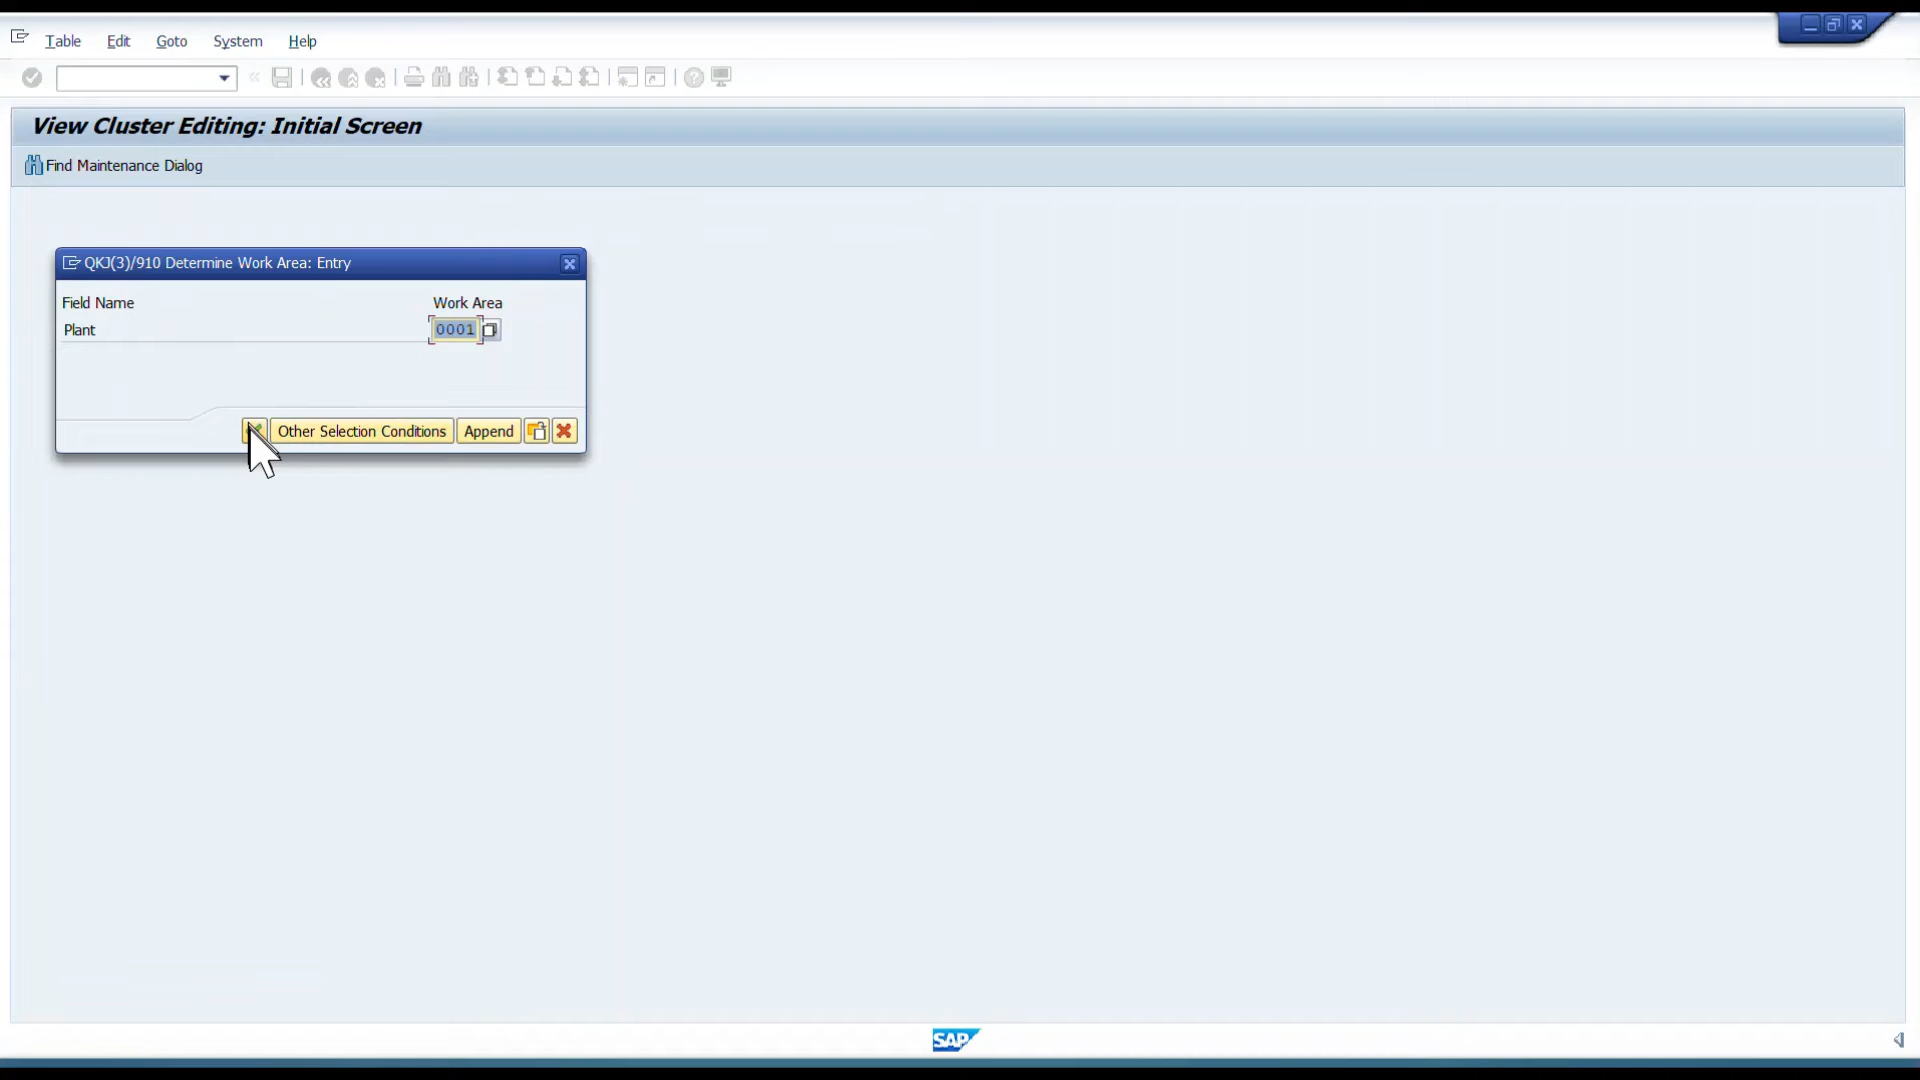 Table Edit Goto System Help
View Cluster Editing: Initial Screen
Find Maintenance Dialog
QKJ(3)/910 Determine Work Area: Entry
Field Name Work Area
Plant 0001
Other Selection Conditions Append
SAP